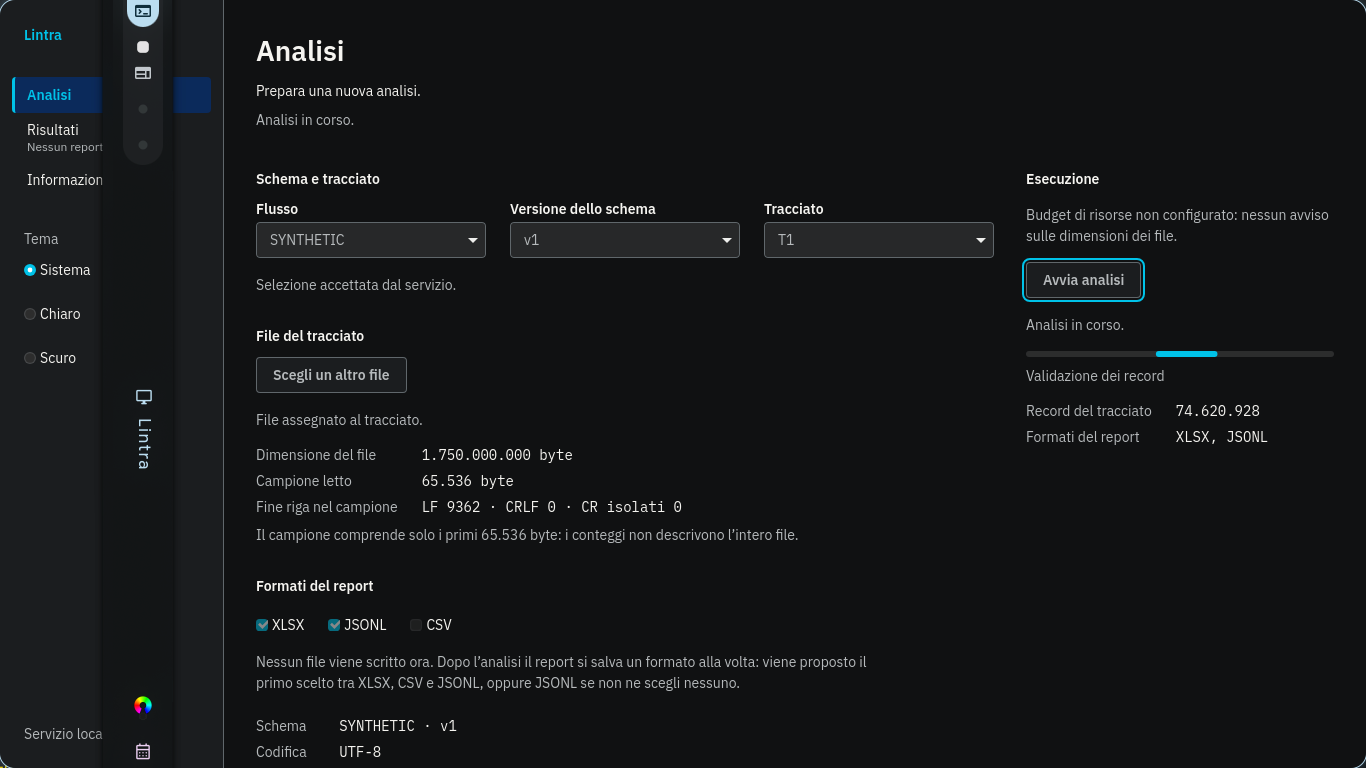 Lintra
Analisi
Risultati
Nessun report
Informazion
Tema
Sistema
Chiaro
Scuro
Servizio loca
Lintra
Analisi
Prepara una nuova analisi.
Analisi in corso.
Schema e tracciato
Flusso
SYNTHETIC
Versione dello schema
v1
Tracciato
T1
Selezione accettata dal servizio.
File del tracciato
Scegli un altro file
File assegnato al tracciato.
Dimensione del file 1.750.000.000 byte
Campione letto 65.536 byte
Fine riga nel campione LF 9362 · CRLF 0 · CR isolati 0
Il campione comprende solo i primi 65.536 byte: i conteggi non descrivono l’intero file.
Formati del report
XLSX JSONL CSV
Nessun file viene scritto ora. Dopo l’analisi il report si salva un formato alla volta: viene proposto il
primo scelto tra XLSX, CSV e JSONL, oppure JSONL se non ne scegli nessuno.
Schema SYNTHETIC · v1
Codifica UTF-8
Esecuzione
Budget di risorse non configurato: nessun avviso
sulle dimensioni dei file.
Avvia analisi
Analisi in corso.
Validazione dei record
Record del tracciato 74.620.928
Formati del report XLSX, JSONL